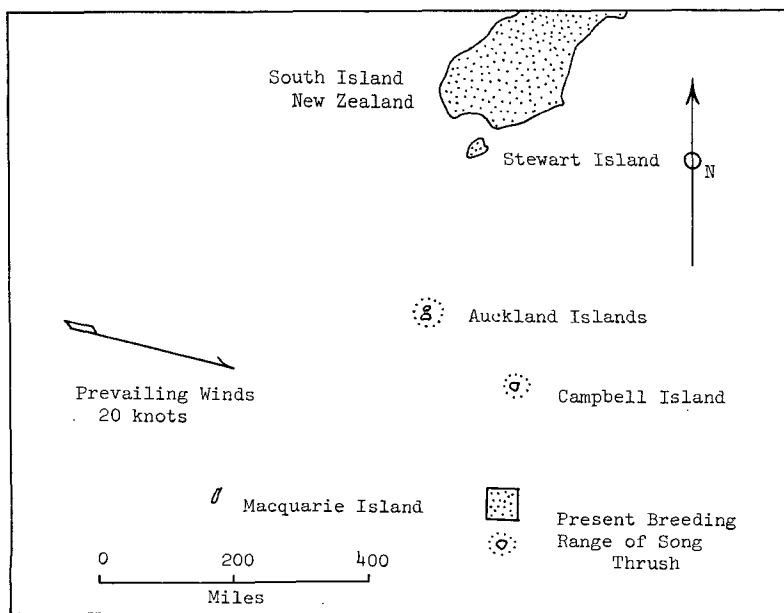 South Island
New Zealand
Stewart Island
N
Auckland Islands
Prevailing Winds
20 knots
Campbell Island
Macquarie Island
Present Breeding
Range of Song
Thrush
0 200 400
Miles